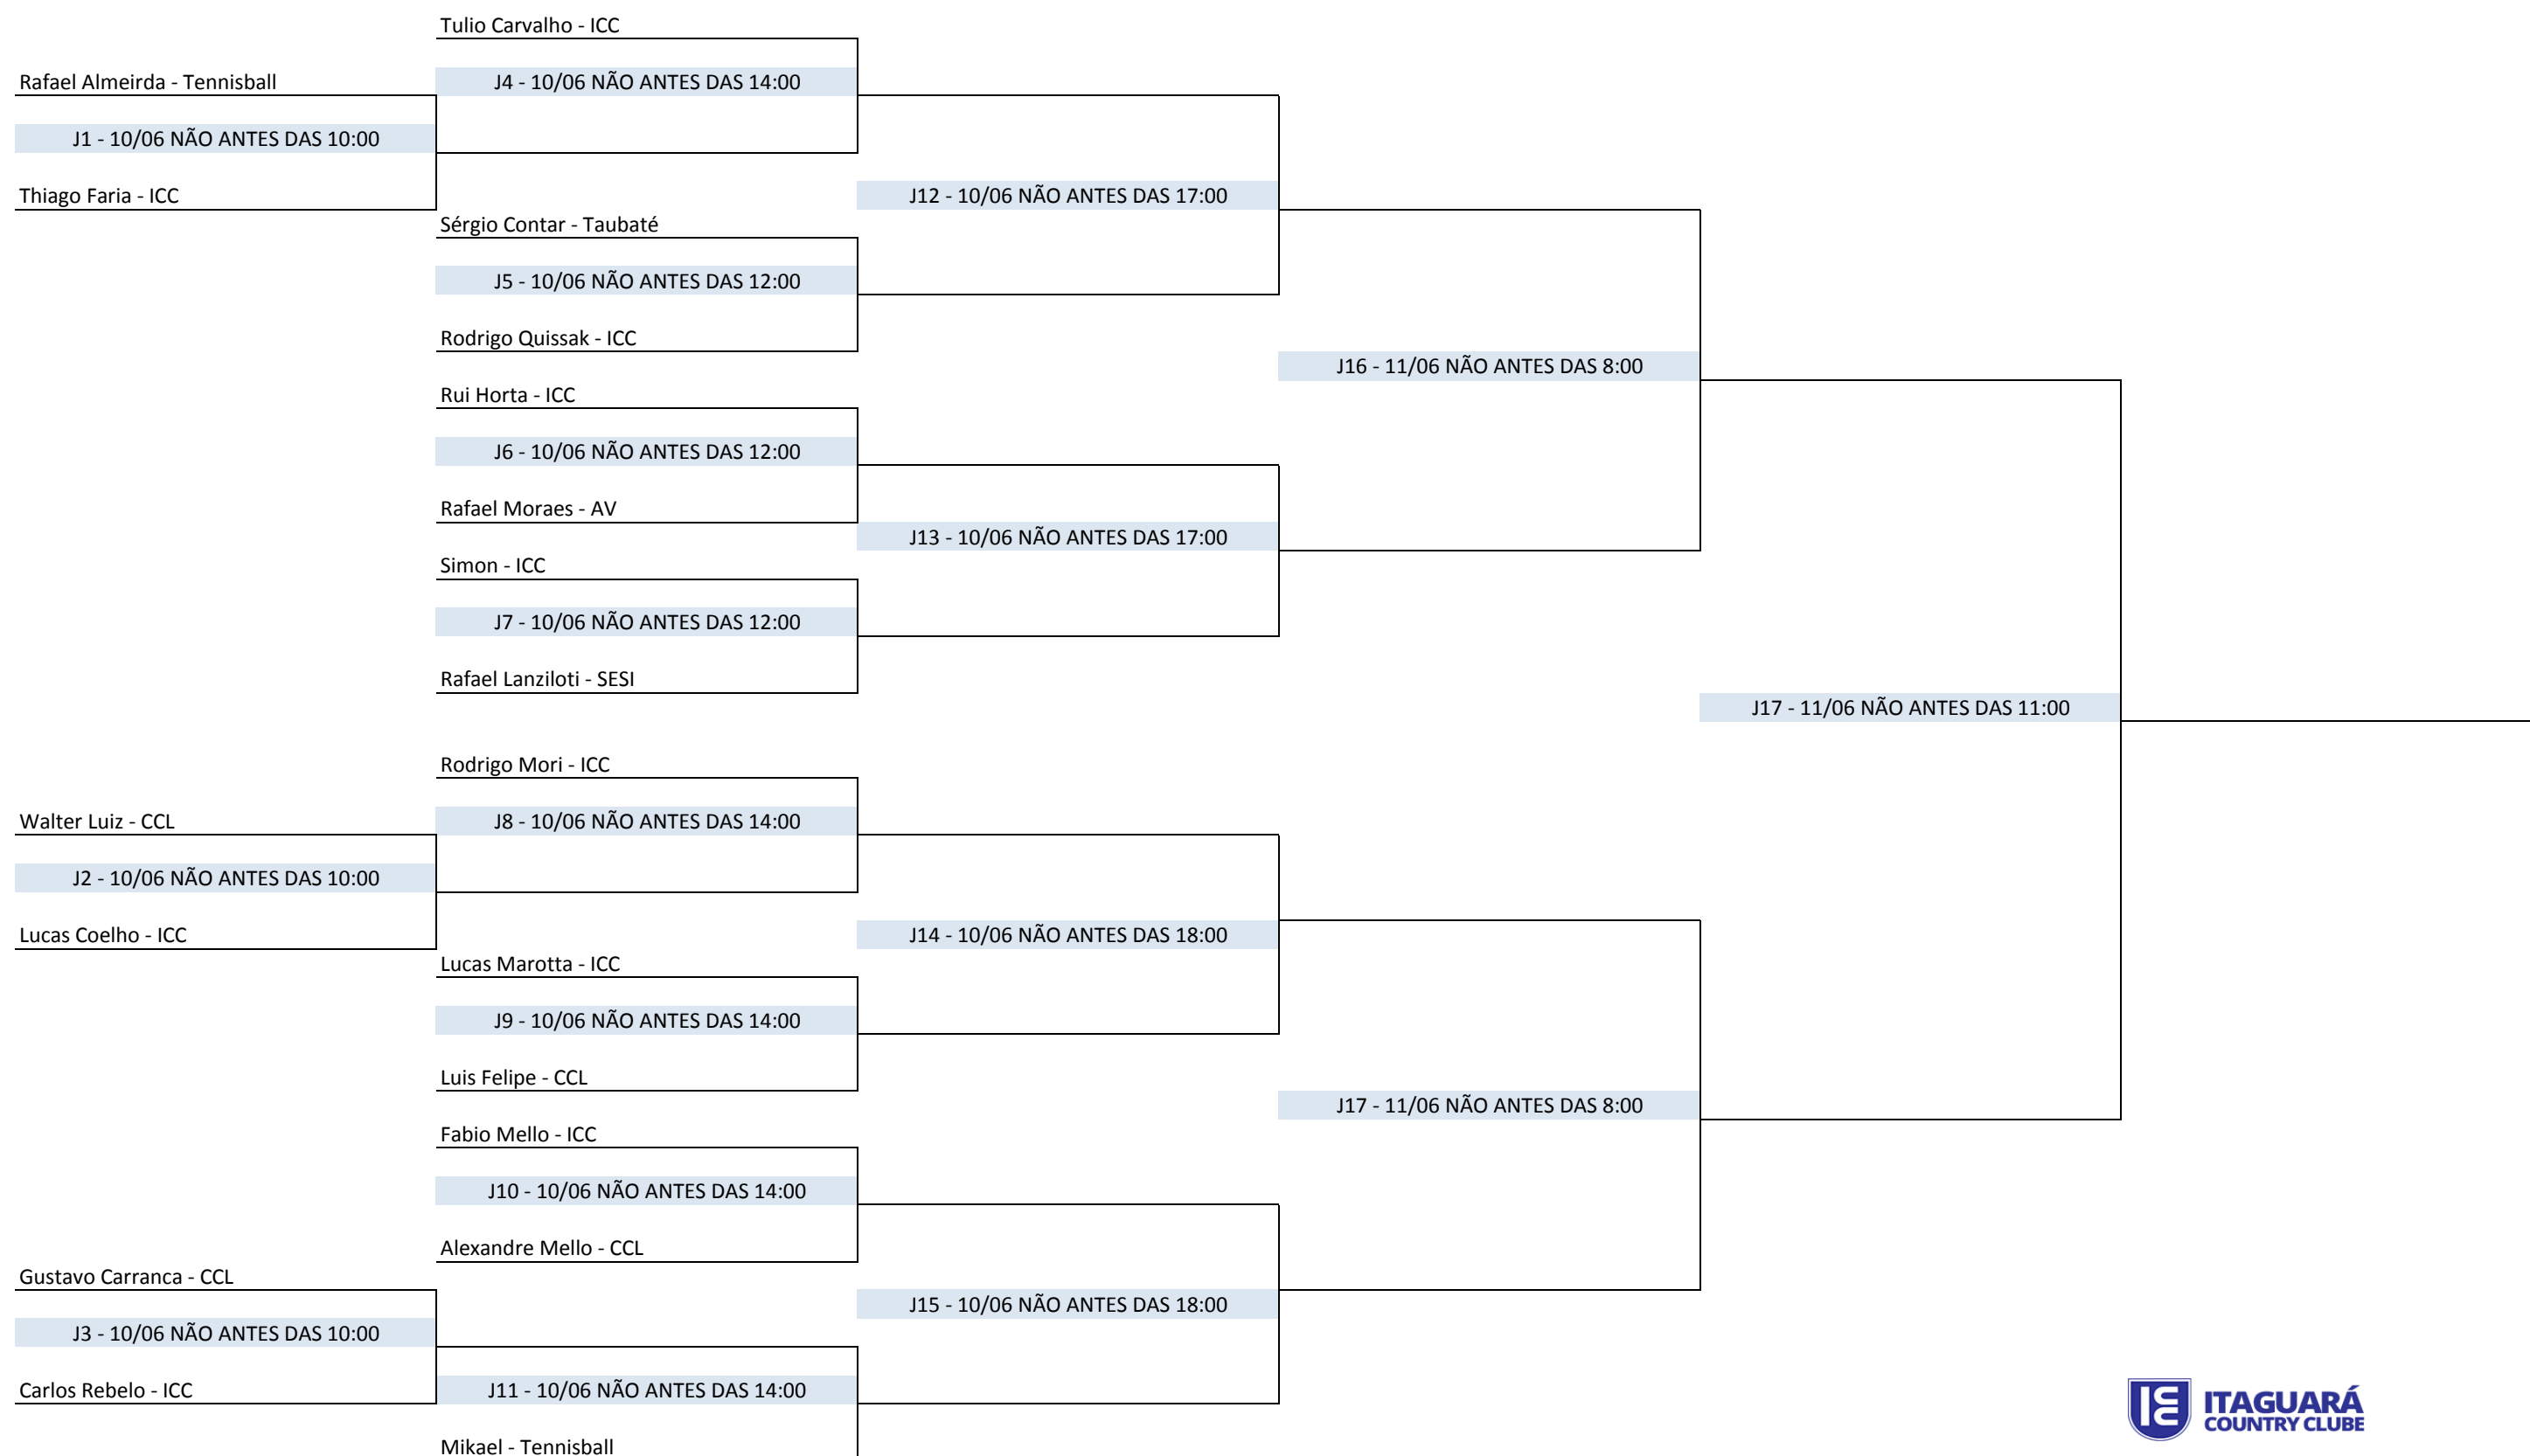 Tulio Carvalho - ICC
Rafael Almeirda - Tennisball
J4 - 10/06 NÃO ANTES DAS 14:00
J1 - 10/06 NÃO ANTES DAS 10:00
Thiago Faria - ICC
J12 - 10/06 NÃO ANTES DAS 17:00
Sérgio Contar - Taubaté
J5 - 10/06 NÃO ANTES DAS 12:00
Rodrigo Quissak - ICC
J16 - 11/06 NÃO ANTES DAS 8:00
Rui Horta - ICC
J6 - 10/06 NÃO ANTES DAS 12:00
Rafael Moraes - AV
J13 - 10/06 NÃO ANTES DAS 17:00
Simon - ICC
J7 - 10/06 NÃO ANTES DAS 12:00
Rafael Lanziloti - SESI
J17 - 11/06 NÃO ANTES DAS 11:00
Rodrigo Mori - ICC
Walter Luiz - CCL
J8 - 10/06 NÃO ANTES DAS 14:00
J2 - 10/06 NÃO ANTES DAS 10:00
Lucas Coelho - ICC
J14 - 10/06 NÃO ANTES DAS 18:00
Lucas Marotta - ICC
J9 - 10/06 NÃO ANTES DAS 14:00
Luis Felipe - CCL
J17 - 11/06 NÃO ANTES DAS 8:00
Fabio Mello - ICC
J10 - 10/06 NÃO ANTES DAS 14:00
Alexandre Mello - CCL
Gustavo Carranca - CCL
J15 - 10/06 NÃO ANTES DAS 18:00
J3 - 10/06 NÃO ANTES DAS 10:00
Carlos Rebelo - ICC
J11 - 10/06 NÃO ANTES DAS 14:00
Mikael - Tennisball
ITAGUARÁ
COUNTRY CLUBE